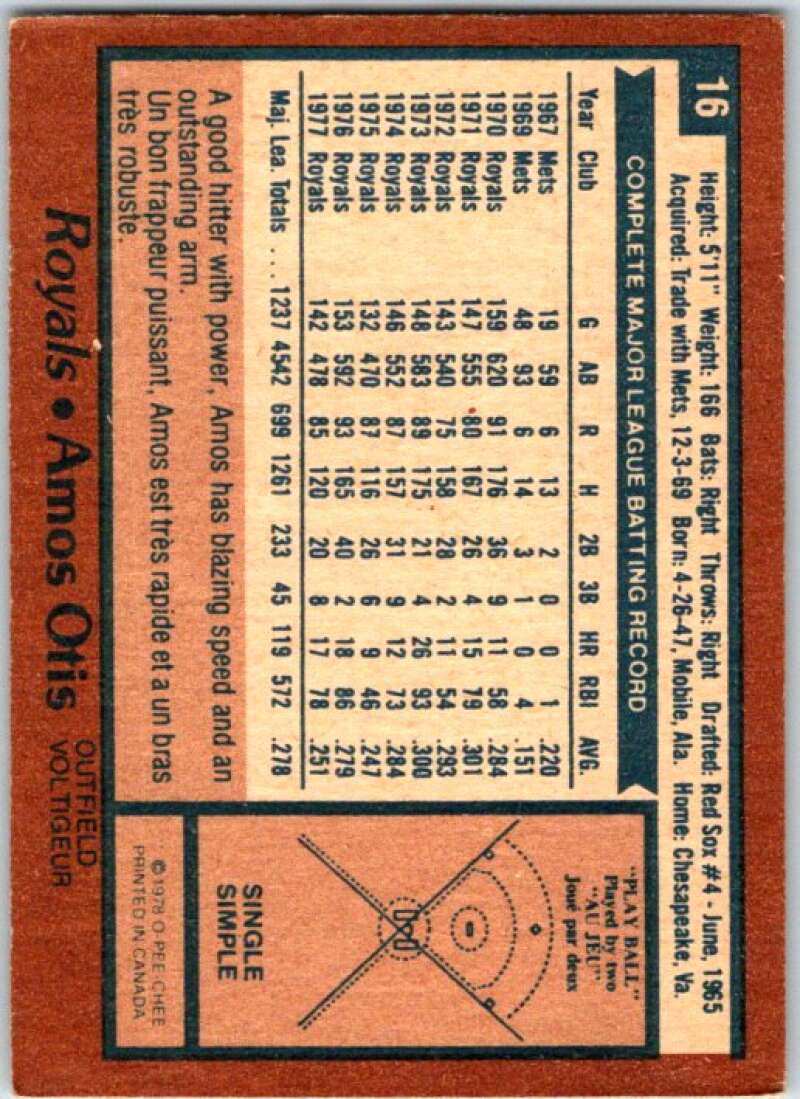 16
Height: 5'11" Weight: 166 Bats: Right Throws: Right Drafted: Red Sox #4 - June, 1965
Acquired: Trade with Mets, 12-3-69 Born: 4-26-47, Mobile, Ala. Home: Chesapeake, Va.
COMPLETE MAJOR LEAGUE BATTING RECORD
Year Club G AB R H 2B 3B HR RBI AVG.
1967 Mets 19 59 6 13 2 0 0 1 .220
1969 Mets 48 93 6 14 3 1 0 4 .151
1970 Royals 159 620 91 176 36 9 11 58 .284
1971 Royals 147 555 80 167 26 4 15 79 .301
1972 Royals 143 540 75 158 28 2 11 54 .293
1973 Royals 148 583 89 175 21 4 26 93 .300
1974 Royals 146 552 87 157 31 9 12 73 .284
1975 Royals 132 470 87 116 26 6 9 46 .247
1976 Royals 153 592 93 165 40 2 18 86 .279
1977 Royals 142 478 85 120 20 8 17 78 .251
Maj. Lea. Totals ... 1237 4542 699 1261 233 45 119 572 .278
A good hitter with power, Amos has blazing speed and an
outstanding arm.
Un bon frappeur puissant, Amos est très rapide et a un bras
très robuste.
"PLAY BALL"
Played by two
"AU JEU"
Joué par deux
SINGLE
SIMPLE
© 1978 O-PEE-CHEE
PRINTED IN CANADA
Royals • Amos Otis
OUTFIELD
VOLTIGEUR